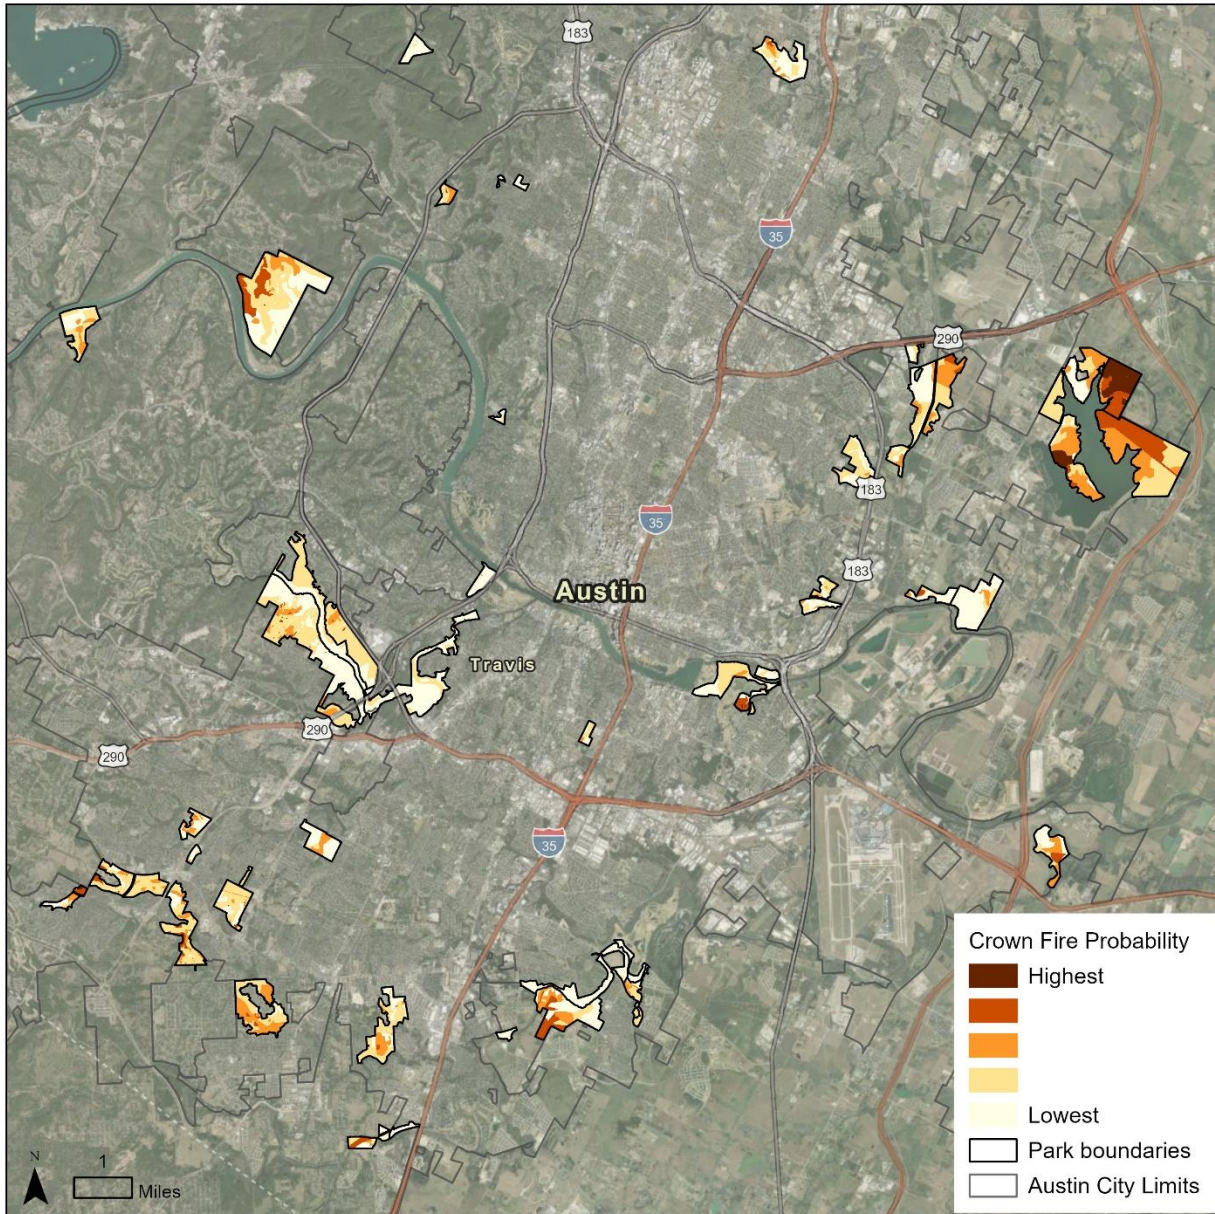 183
35
290
183
35
183
Austin
Travis
290
290
35
Crown Fire Probability
Highest
Lowest
Park boundaries
Austin City Limits
N
1
Miles